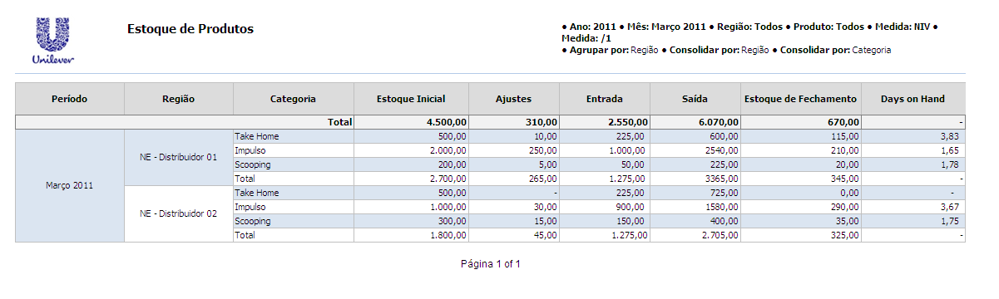 Unilever
Estoque de Produtos
● Ano: 2011 ● Mês: Março 2011 ● Região: Todos ● Produto: Todos ● Medida: NIV ●
Medida: /1
● Agrupar por: Região ● Consolidar por: Região ● Consolidar por: Categoria
Período Região Categoria Estoque Inicial Ajustes Entrada Saída Estoque de Fechamento Days on Hand
Total 4.500,00 310,00 2.550,00 6.070,00 670,00 -
Take Home 500,00 10,00 225,00 600,00 115,00 3,83
Impulso 2.000,00 250,00 1.000,00 2540,00 210,00 1,65
NE - Distribuidor 01
Scooping 200,00 5,00 50,00 225,00 20,00 1,78
Total 2.700,00 265,00 1.275,00 3365,00 345,00 -
Março 2011
Take Home 500,00 - 225,00 725,00 0,00 -
Impulso 1.000,00 30,00 900,00 1580,00 290,00 3,67
NE - Distribuidor 02
Scooping 300,00 15,00 150,00 400,00 35,00 1,75
Total 1.800,00 45,00 1.275,00 2.705,00 325,00 -
Página 1 of 1